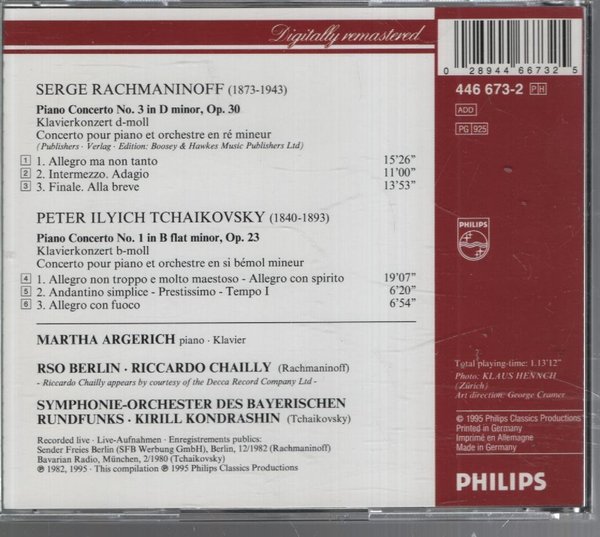 Digitally remastered
0 28944 66732 5
446 673-2 PH
ADD
PG 925
PHILIPS
SERGE RACHMANINOFF (1873-1943)
Piano Concerto No. 3 in D minor, Op. 30
Klavierkonzert d-moll
Concerto pour piano et orchestre en ré mineur
(Publishers · Verlag · Edition: Boosey & Hawkes Music Publishers Ltd)
1 1. Allegro ma non tanto 15'26"
2 2. Intermezzo. Adagio 11'00"
3 3. Finale. Alla breve 13'53"
PETER ILYICH TCHAIKOVSKY (1840-1893)
Piano Concerto No. 1 in B flat minor, Op. 23
Klavierkonzert b-moll
Concerto pour piano et orchestre en si bémol mineur
4 1. Allegro non troppo e molto maestoso - Allegro con spirito 19'07"
5 2. Andantino simplice - Prestissimo - Tempo I 6'20"
6 3. Allegro con fuoco 6'54"
MARTHA ARGERICH piano · Klavier
RSO BERLIN · RICCARDO CHAILLY (Rachmaninoff)
- Riccardo Chailly appears by courtesy of the Decca Record Company Ltd -
SYMPHONIE-ORCHESTER DES BAYERISCHEN
RUNDFUNKS · KIRILL KONDRASHIN (Tchaikovsky)
Recorded live · Live-Aufnahmen · Enregistrements publics:
Sender Freies Berlin (SFB Werbung GmbH), Berlin, 12/1982 (Rachmaninoff)
Bavarian Radio, München, 2/1980 (Tchaikovsky)
℗ 1982, 1995 · This compilation ℗ 1995 Philips Classics Productions
Total playing-time: 1.13'12"
Photo: KLAUS HENNCH
(Zürich)
Art direction: George Cramer
© 1995 Philips Classics Productions
Printed in Germany
Imprimé en Allemagne
Made in Germany
PHILIPS